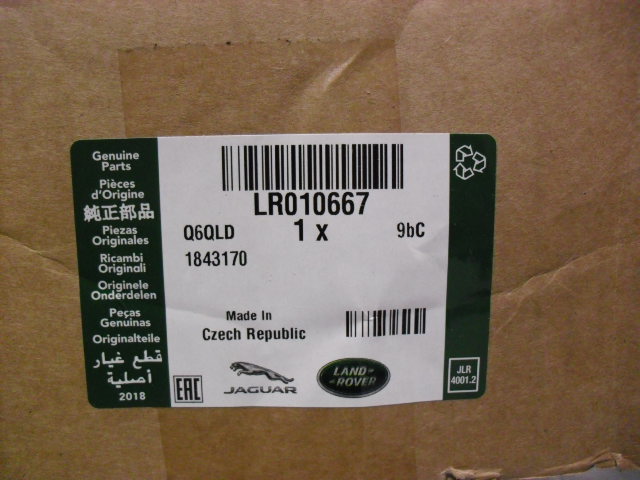 Genuine
Parts
Pièces
d'Origine
純正部品
Piezas
Originales
Ricambi
Originali
Originele
Onderdelen
Peças
Genuinas
Originalteile
قطع غيار
أصلية
2018
LR010667
Q6QLD 1 x 9bC
1843170
Made In
Czech Republic
EAC
JAGUAR
LAND-
-ROVER
JLR
4001.2